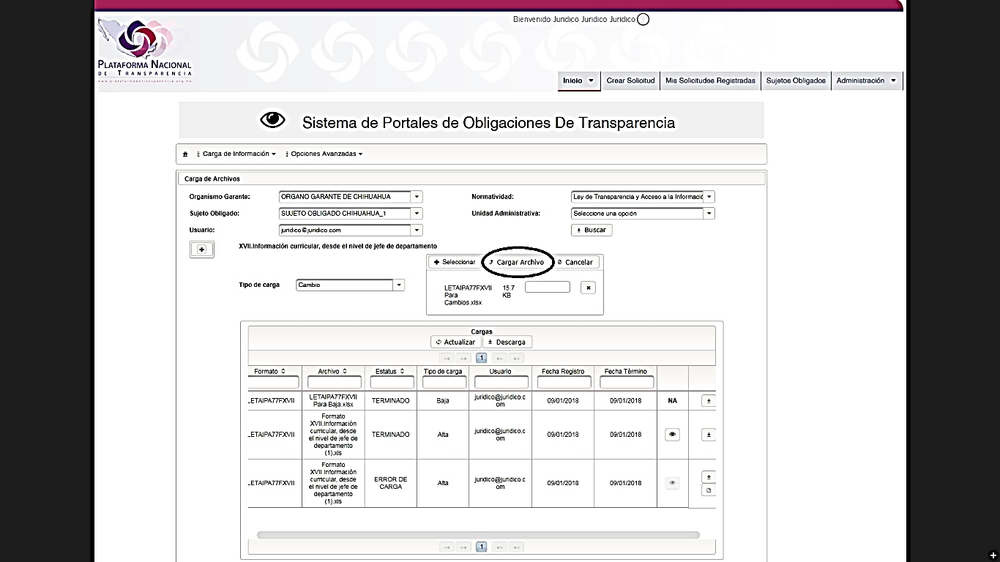 Bienvenido Juridico Juridico Juridico
PLATAFORMA NACIONAL
DE TRANSPARENCIA
www.plataformadetransparencia.org.mx
Inicio Crear Solicitud Mis Solicitudes Registradas Sujetos Obligados Administración
Sistema de Portales de Obligaciones De Transparencia
Carga de Información Opciones Avanzadas
Carga de Archivos
Organismo Garante: ORGANO GARANTE DE CHIHUAHUA Normatividad: Ley de Transparencia y Acceso a la Informació
Sujeto Obligado: SUJETO OBLIGADO CHIHUAHUA_1 Unidad Administrativa: Seleccione una opción
Usuario: juridico@juridico.com Buscar
XVII.Información curricular, desde el nivel de jefe de departamento
Seleccionar Cargar Archivo Cancelar
Tipo de carga Cambio
LETAIPA77FXVII 15.7
Para KB
Cambios.xlsx
Cargas
Actualizar Descarga
1
Formato Archivo Estatus Tipo de carga Usuario Fecha Registro Fecha Término
LETAIPA77FXVII LETAIPA77FXVII Para Baja.xlsx TERMINADO Baja juridico@juridico.com 09/01/2018 09/01/2018 NA
LETAIPA77FXVII Formato XVII.Información curricular, desde el nivel de jefe de departamento (1).xls TERMINADO Alta juridico@juridico.com 09/01/2018 09/01/2018
LETAIPA77FXVII Formato XVII.Información curricular, desde el nivel de jefe de departamento (1).xls ERROR DE CARGA Alta juridico@juridico.com 09/01/2018 09/01/2018
1